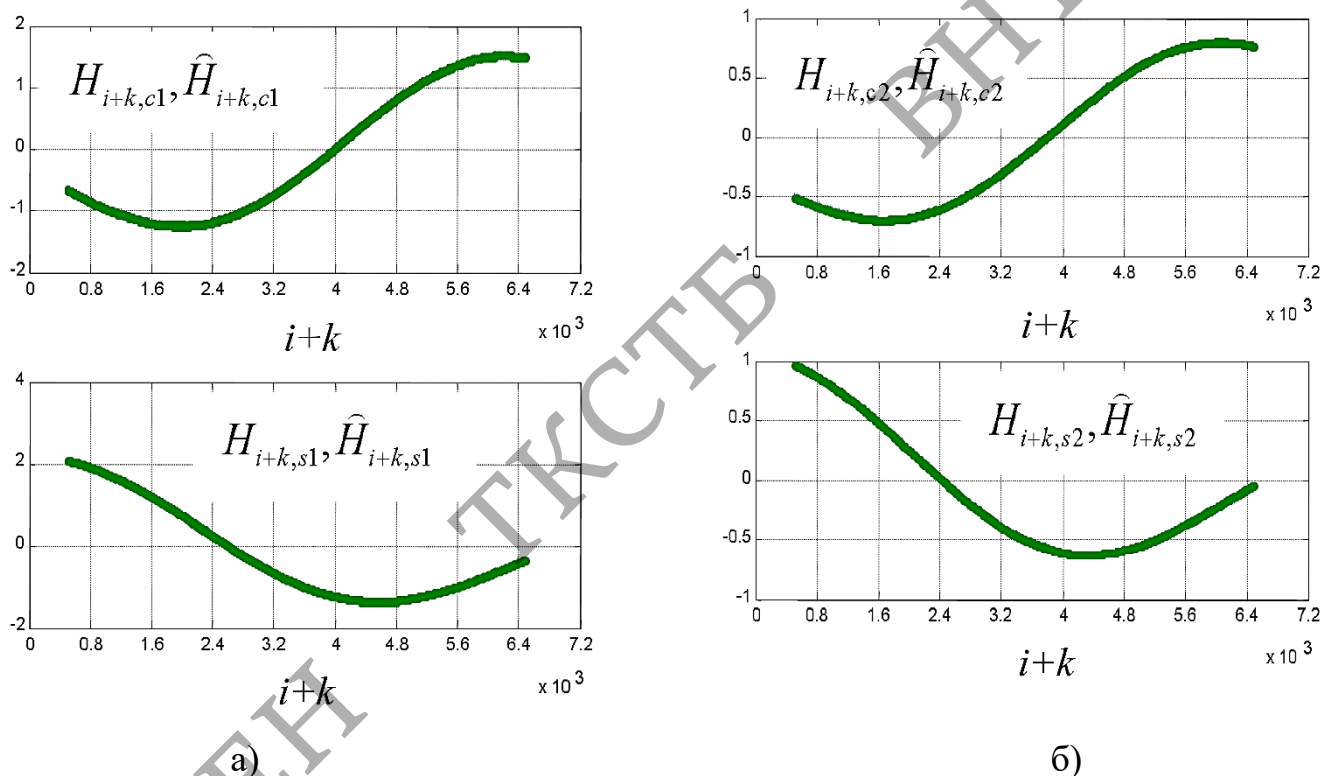 2
1
0
-1
-2
H_{i+k,c1}, Ĥ_{i+k,c1}
0 0.8 1.6 2.4 3.2 4 4.8 5.6 6.4 7.2
i+k
x 10 3
4
2
0
-2
H_{i+k,s1}, Ĥ_{i+k,s1}
0 0.8 1.6 2.4 3.2 4 4.8 5.6 6.4 7.2
i+k
x 10 3
а)
1
0.5
0
-0.5
-1
H_{i+k,c2}, Ĥ_{i+k,c2}
0 0.8 1.6 2.4 3.2 4 4.8 5.6 6.4 7.2
i+k
x 10 3
1
0.5
0
-0.5
-1
H_{i+k,s2}, Ĥ_{i+k,s2}
0 0.8 1.6 2.4 3.2 4 4.8 5.6 6.4 7.2
i+k
x 10 3
б)
ТКСТБ